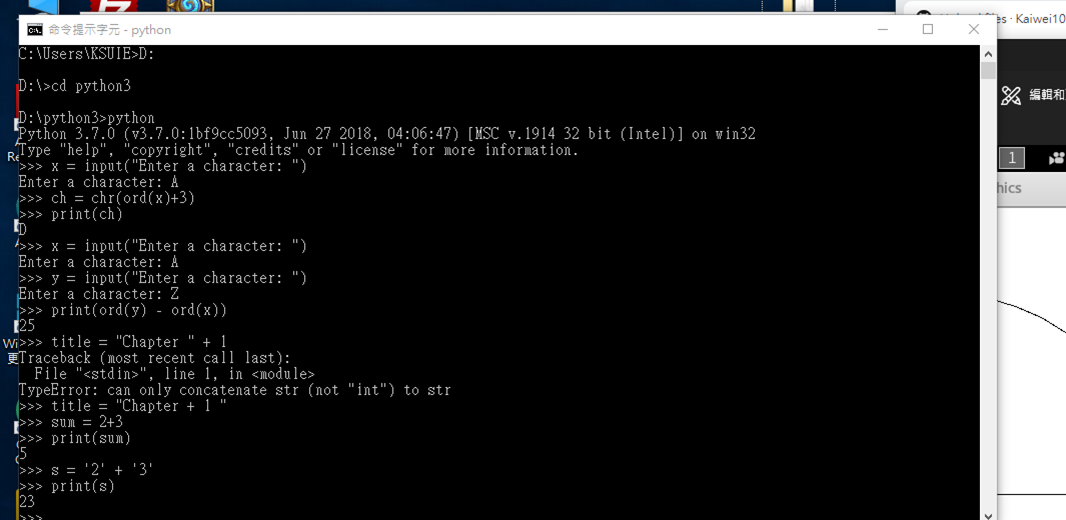 命令提示字元 - python
C:\Users\KSUIE>D:
D:\>cd python3
D:\python3>python
Python 3.7.0 (v3.7.0:1bf9cc5093, Jun 27 2018, 04:06:47) [MSC v.1914 32 bit (Intel)] on win32
Type "help", "copyright", "credits" or "license" for more information.
>>> x = input("Enter a character: ")
Enter a character: A
>>> ch = chr(ord(x)+3)
>>> print(ch)
D
>>> x = input("Enter a character: ")
Enter a character: A
>>> y = input("Enter a character: ")
Enter a character: Z
>>> print(ord(y) - ord(x))
25
>>> title = "Chapter " + 1
Traceback (most recent call last):
  File "<stdin>", line 1, in <module>
TypeError: can only concatenate str (not "int") to str
>>> title = "Chapter + 1 "
>>> sum = 2+3
>>> print(sum)
5
>>> s = '2' + '3'
>>> print(s)
23
>>>
· Kaiwei10
編輯和
1
hics